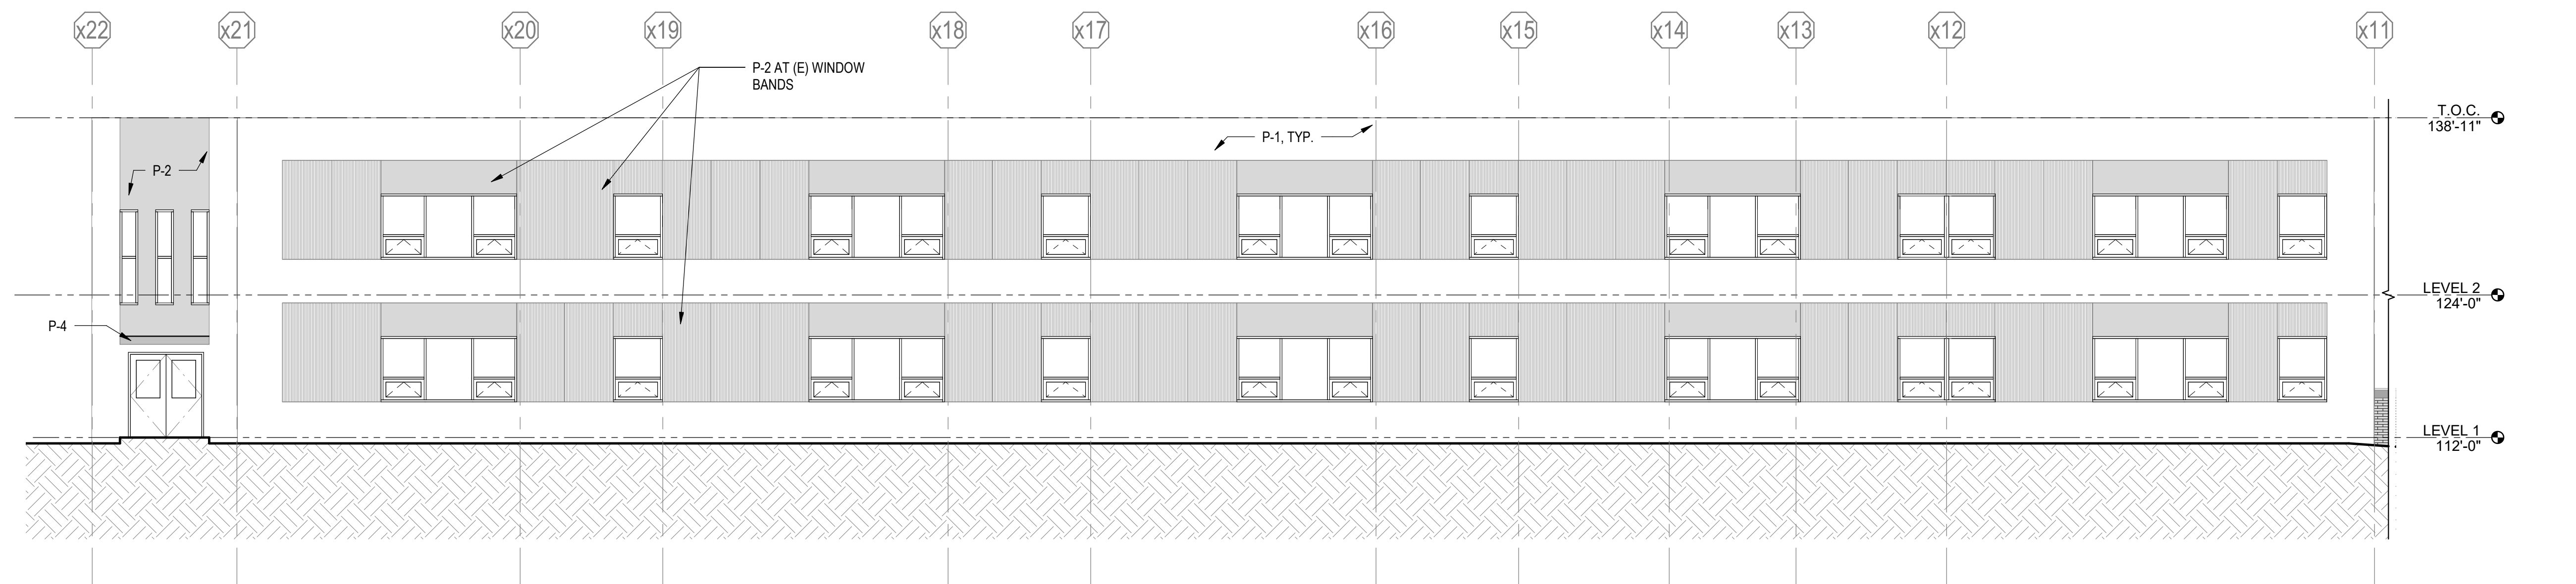 x22 x21 x20 x19 x18 x17 x16 x15 x14 x13 x12 x11
P-2 AT (E) WINDOW
BANDS
T.O.C.
138'-11"
P-1, TYP.
P-2
LEVEL 2
124'-0"
P-4
LEVEL 1
112'-0"